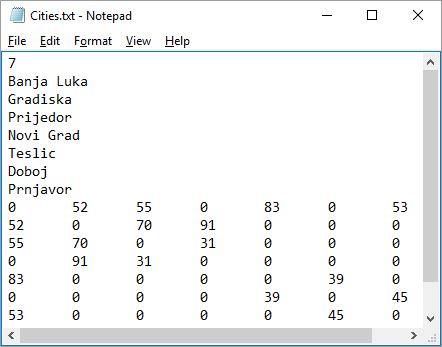 Cities.txt - Notepad
File Edit Format View Help
7
Banja Luka
Gradiska
Prijedor
Novi Grad
Teslic
Doboj
Prnjavor
0 52 55 0 83 0 53
52 0 70 91 0 0 0
55 70 0 31 0 0 0
0 91 31 0 0 0 0
83 0 0 0 0 39 0
0 0 0 0 39 0 45
53 0 0 0 0 45 0